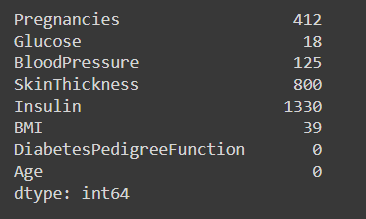 Pregnancies 412
Glucose 18
BloodPressure 125
SkinThickness 800
Insulin 1330
BMI 39
DiabetesPedigreeFunction 0
Age 0
dtype: int64